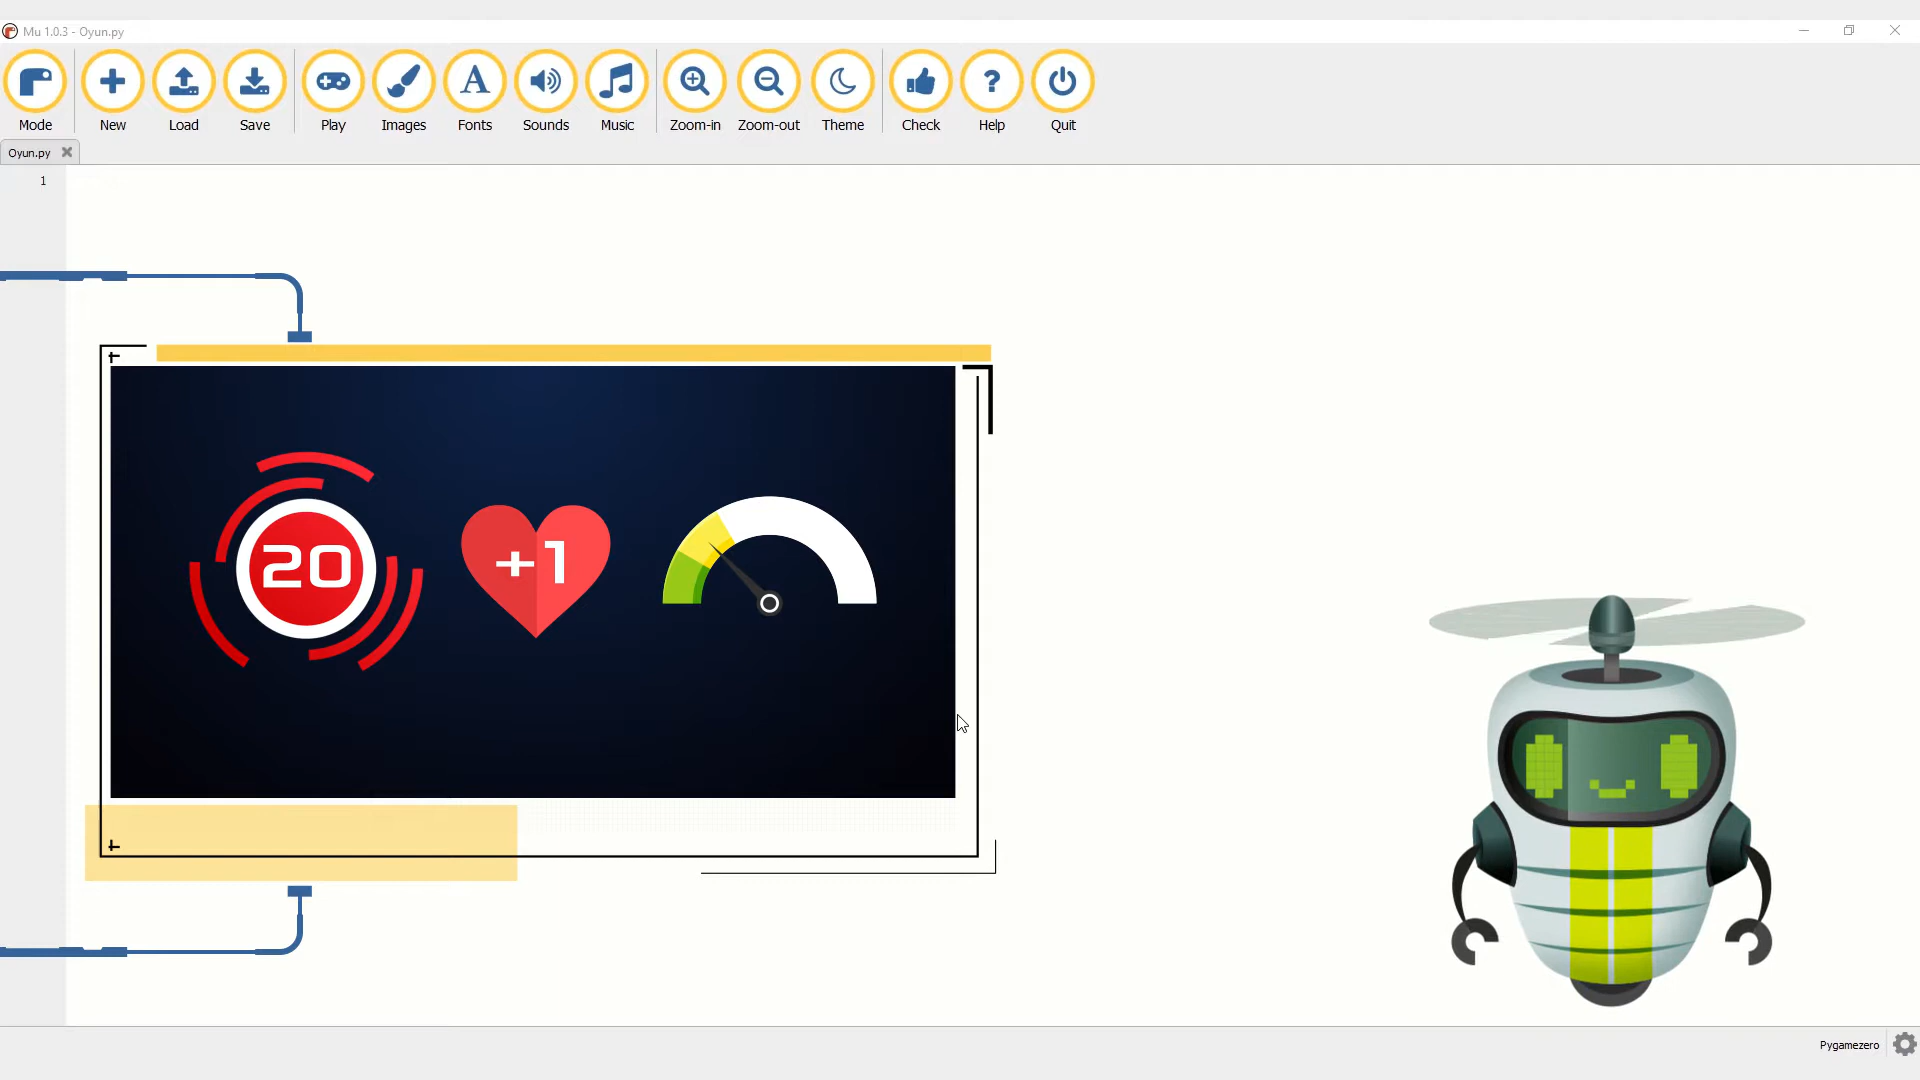 Mu 1.0.3 - Oyun.py
Mode New Load Save Play Images Fonts Sounds Music Zoom-in Zoom-out Theme Check Help Quit
Oyun.py
1
20
+1
Pygamezero